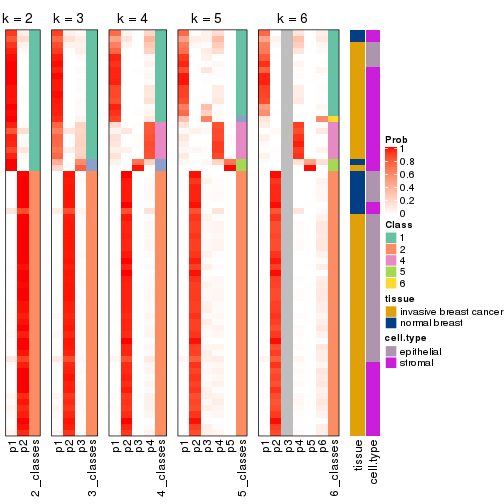 k = 2
k = 3
k = 4
k = 5
k = 6
Prob
1
0.8
0.6
0.4
0.2
0
Class
1
2
4
5
6
tissue
invasive breast cancer
normal breast
cell.type
epithelial
stromal
p1
p2
2_classes
p1
p2
p3
3_classes
p1
p2
p3
p4
4_classes
p1
p2
p3
p4
p5
5_classes
p1
p2
p3
p4
p5
p6
6_classes
tissue
cell.type